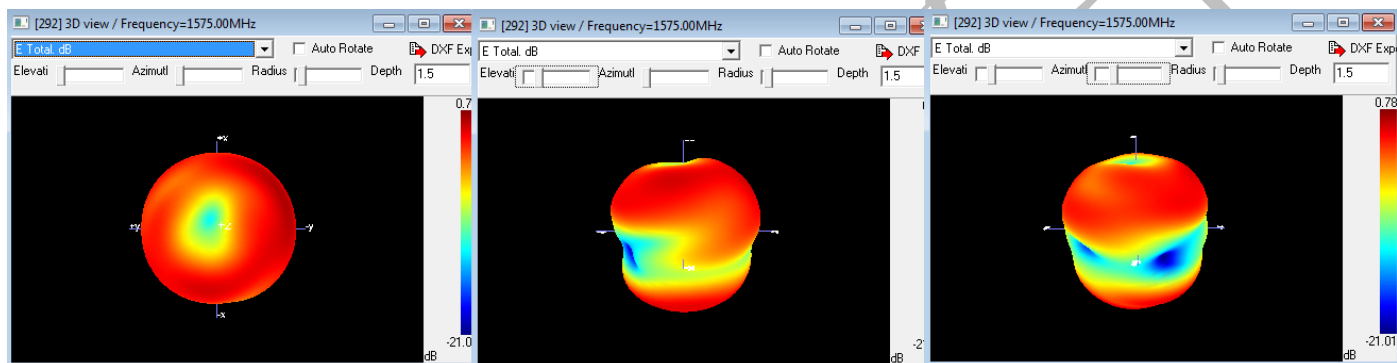 [292] 3D view / Frequency=1575.00MHz
E Total. dB
Auto Rotate
DXF Exp
Elevati
Azimutl
Radius
Depth
1.5
0.7
+x
-y
-x
-21.0
dB
[292] 3D view / Frequency=1575.00MHz
E Total. dB
Auto Rotate
DXF
Elevati
Azimutl
Radius
Depth
1.5
-2
dB
[292] 3D view / Frequency=1575.00MHz
E Total. dB
Auto Rotate
DXF Expo
Elevati
Azimutl
Radius
Depth
1.5
0.78
-21.01
dB